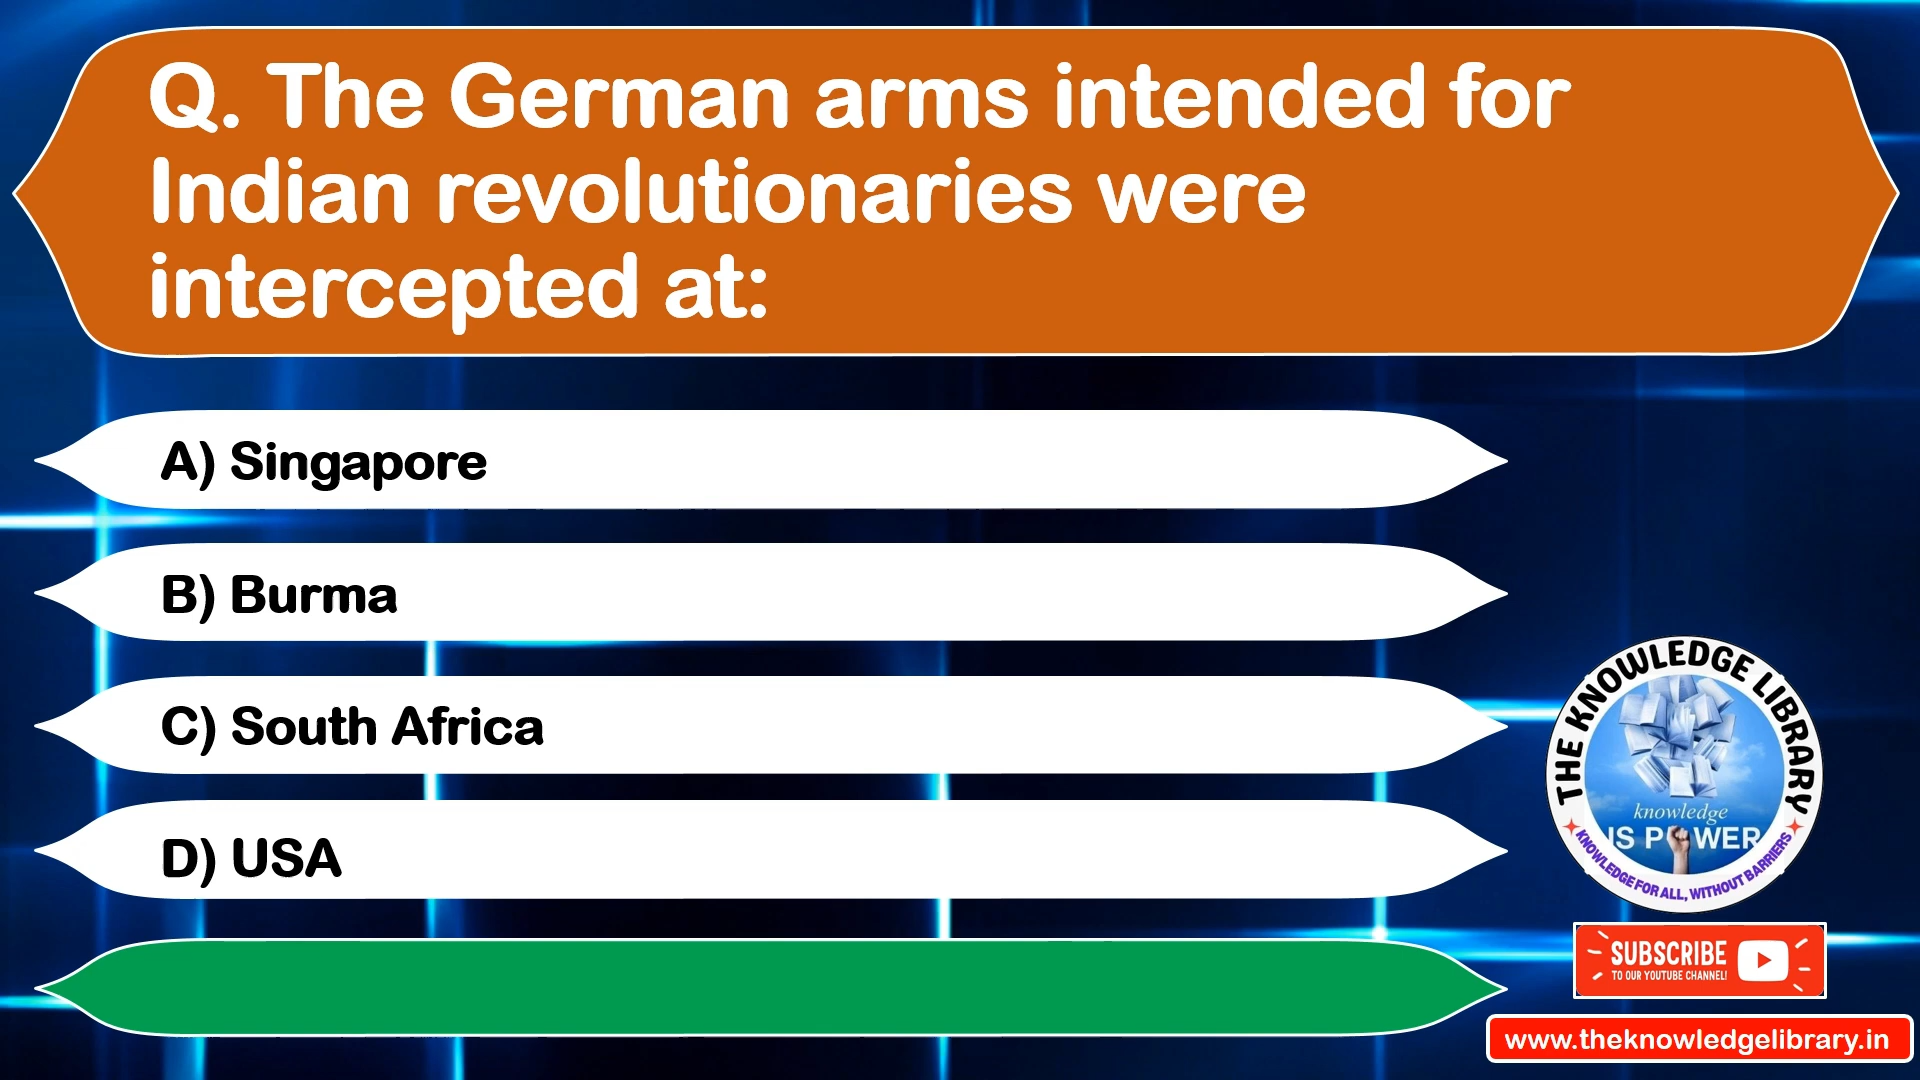 Q. The German arms intended for
Indian revolutionaries were
intercepted at:
A) Singapore
B) Burma
C) South Africa
D) USA
THE KNOWLEDGE LIBRARY
knowledge
IS POWER
KNOWLEDGE FOR ALL, WITHOUT BARRIERS
SUBSCRIBE
TO OUR YOUTUBE CHANNEL!
www.theknowledgelibrary.in